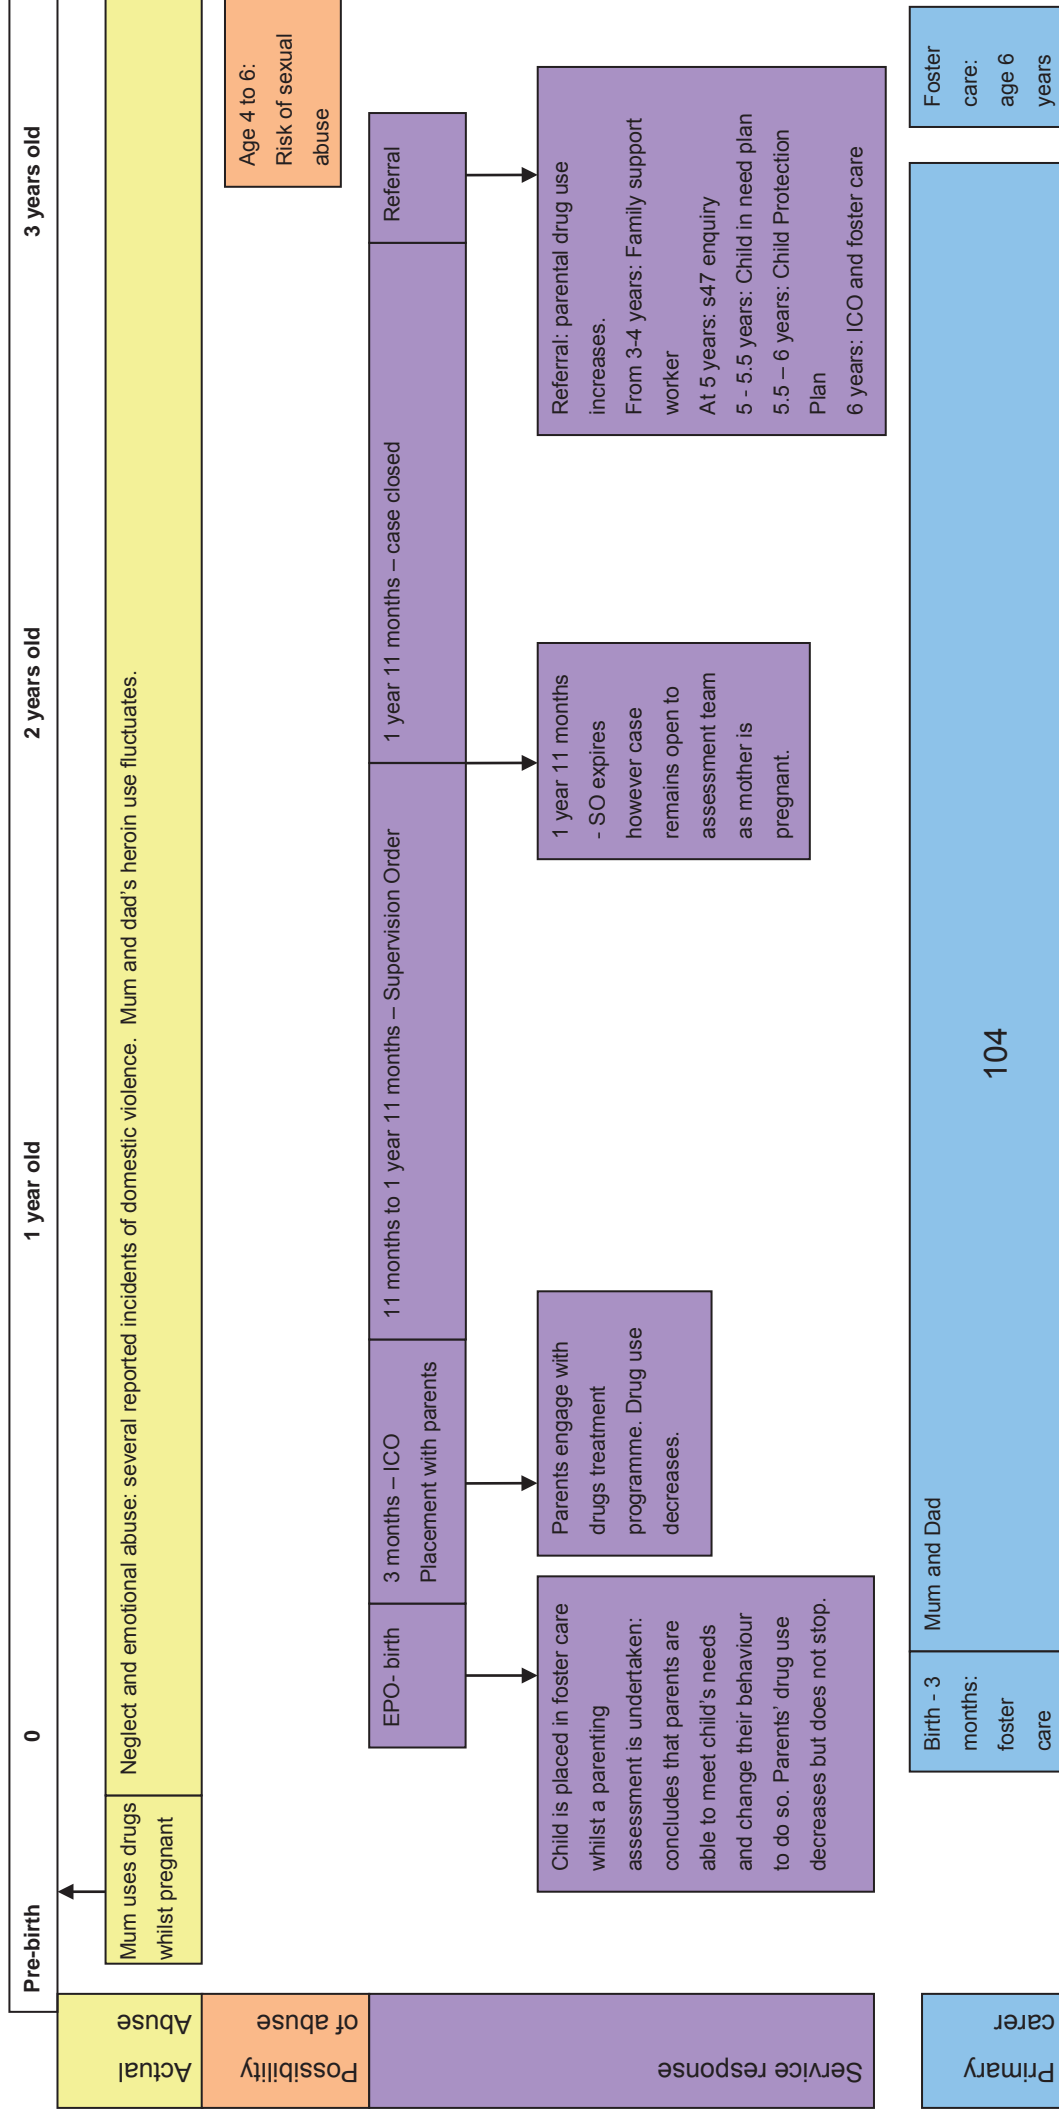 Pre-birth
0
1 year old
2 years old
3 years old
Actual
Abuse
Mum uses drugs
whilst pregnant
Neglect and emotional abuse: several reported incidents of domestic violence.  Mum and dad’s heroin use fluctuates.
Possibility
of abuse
Age 4 to 6:
Risk of sexual
abuse
Service response
EPO- birth
3 months – ICO
Placement with parents
11 months to 1 year 11 months – Supervision Order
1 year 11 months – case closed
Referral
Child is placed in foster care
whilst a parenting
assessment is undertaken:
concludes that parents are
able to meet child’s needs
and change their behaviour
to do so. Parents’ drug use
decreases but does not stop.
Parents engage with
drugs treatment
programme. Drug use
decreases.
1 year 11 months
- SO expires
however case
remains open to
assessment team
as mother is
pregnant.
Referral: parental drug use
increases.
From 3-4 years: Family support
worker
At 5 years: s47 enquiry
5 - 5.5 years: Child in need plan
5.5 – 6 years: Child Protection
Plan
6 years: ICO and foster care
Primary
carer
Birth - 3
months:
foster
care
Mum and Dad
Foster
care:
age 6
years
104